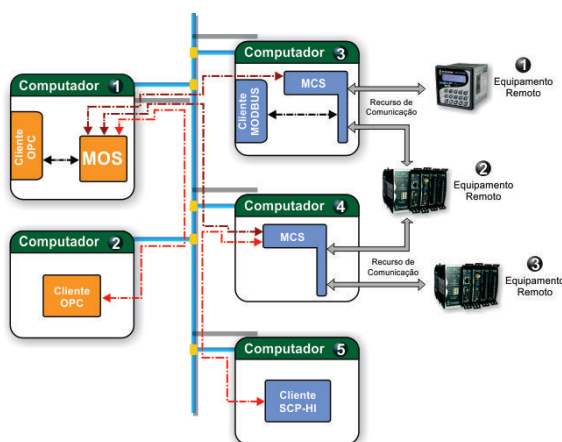 Computador 1
Cliente
OPC
MOS
Computador 2
Cliente
OPC
Computador 3
Cliente
MODBUS
MCS
Recurso de
Comunicação
1
Equipamento
Remoto
2
Equipamento
Remoto
Computador 4
MCS
Recurso de
Comunicação
3
Equipamento
Remoto
Computador 5
Cliente
SCP-HI